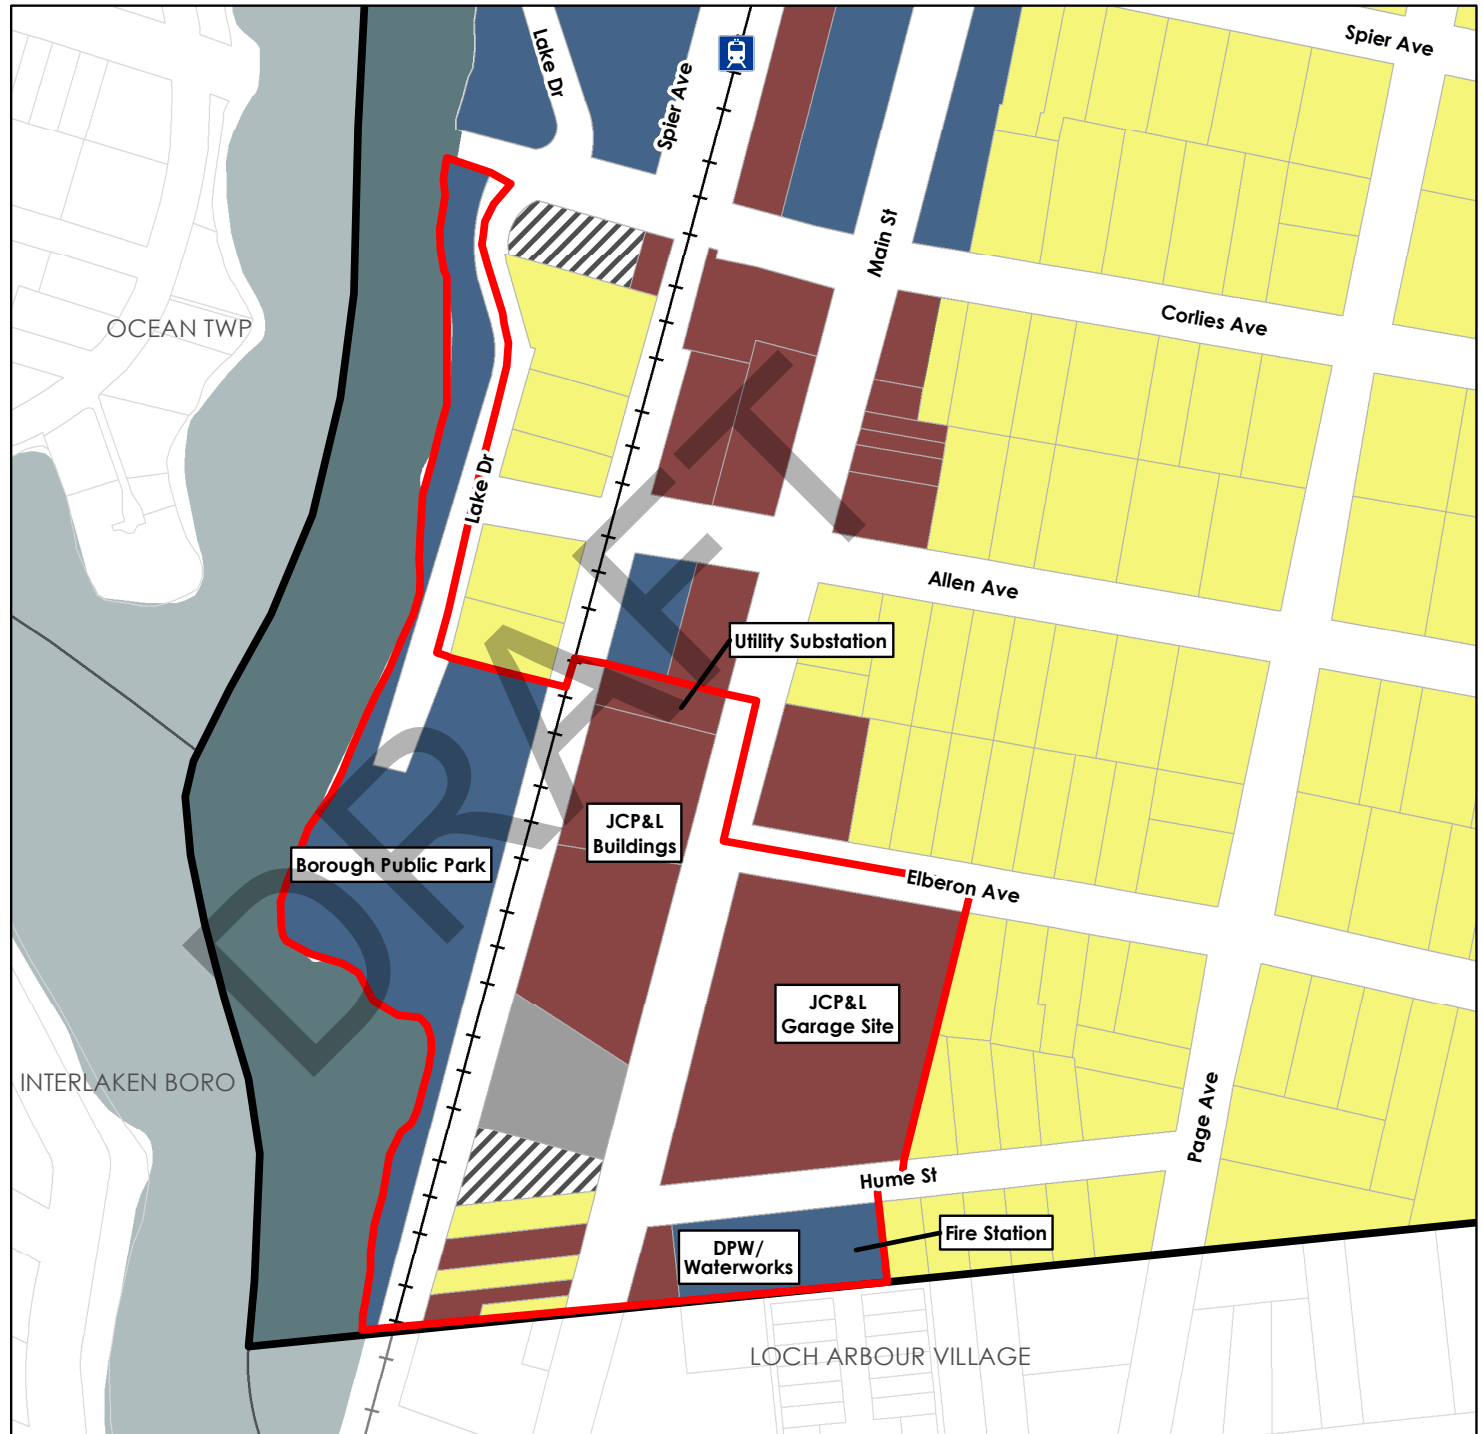 Spier Ave
Lake Dr
Spier Ave
Main St
OCEAN TWP
Corlies Ave
Lake Dr
Allen Ave
Utility Substation
JCP&L
Buildings
Borough Public Park
Elberon Ave
JCP&L
Garage Site
DRAFT
INTERLAKEN BORO
Page Ave
Hume St
Fire Station
DPW/
Waterworks
LOCH ARBOUR VILLAGE